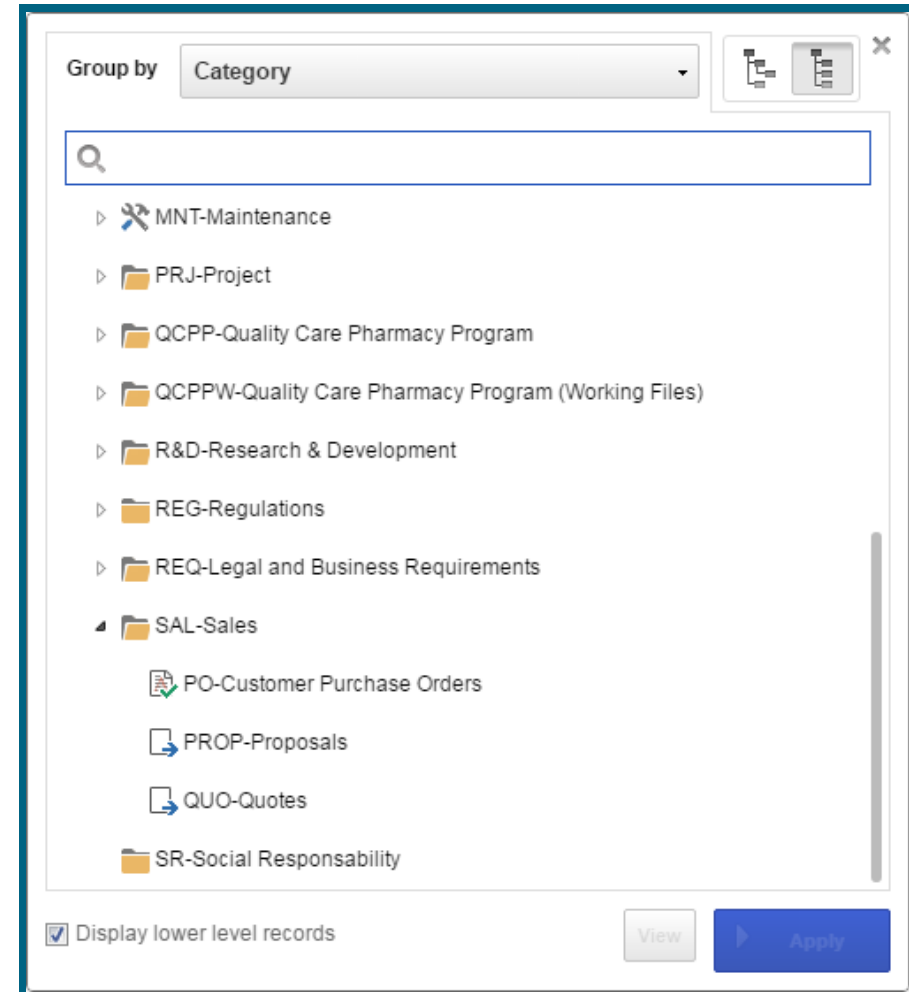 Group by Category
MNT-Maintenance
PRJ-Project
QCPP-Quality Care Pharmacy Program
QCPPW-Quality Care Pharmacy Program (Working Files)
R&D-Research & Development
REG-Regulations
REQ-Legal and Business Requirements
SAL-Sales
PO-Customer Purchase Orders
PROP-Proposals
QUO-Quotes
SR-Social Responsability
Display lower level records View Apply